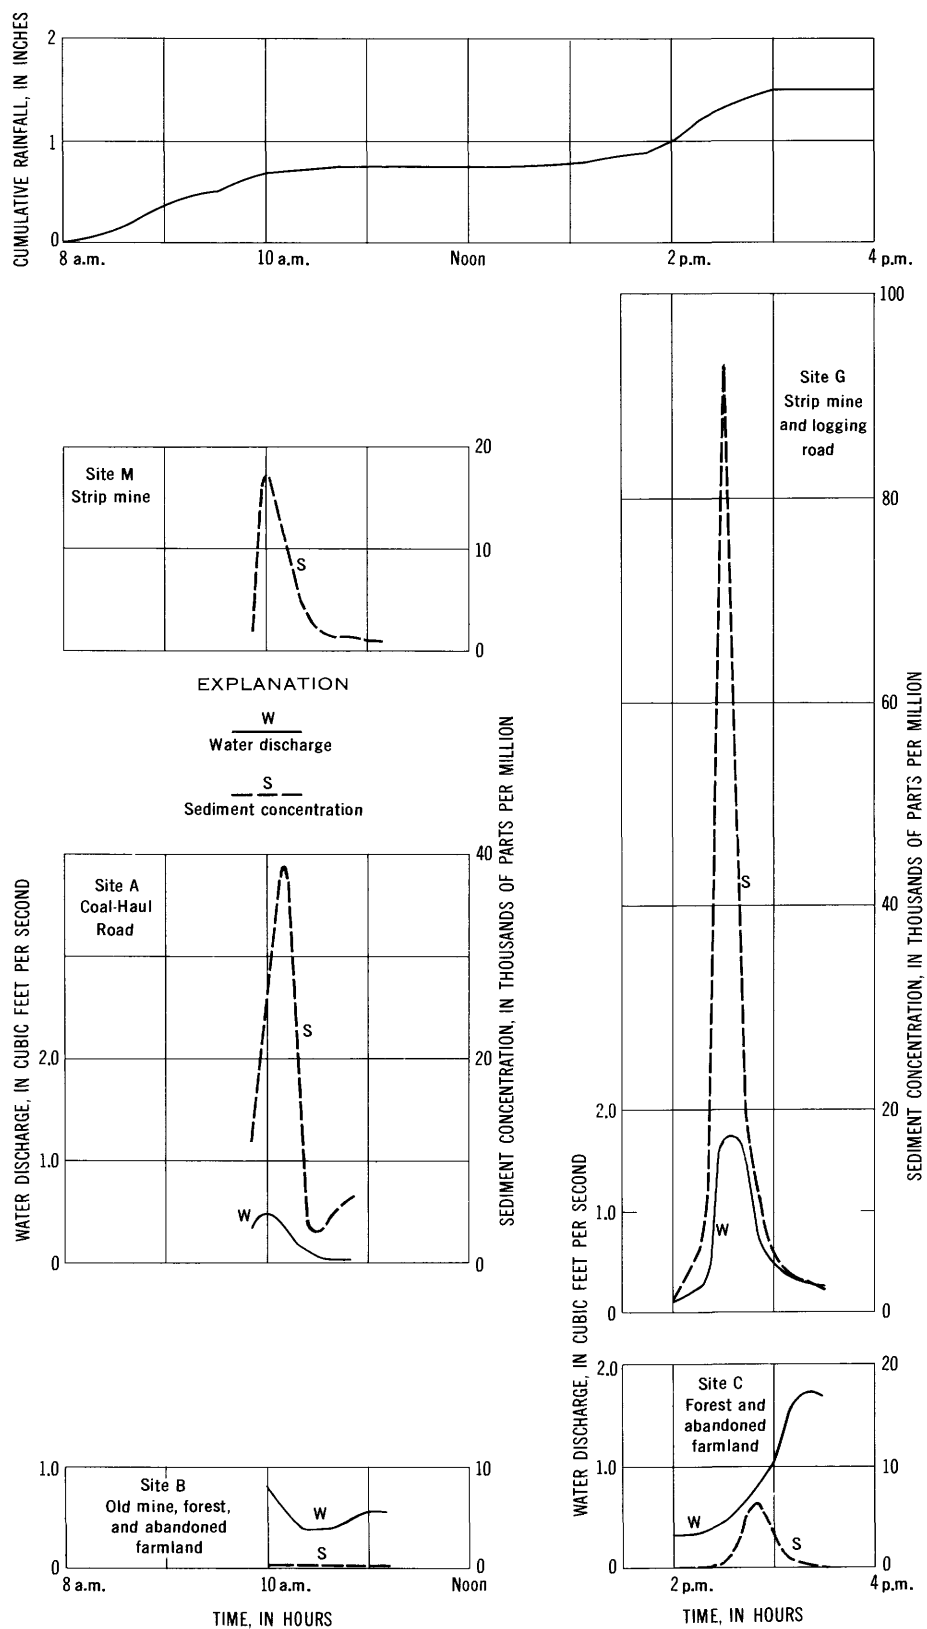 CUMULATIVE RAINFALL, IN INCHES
2
1
0
8 a.m.
10 a.m.
Noon
2 p.m.
4 p.m.
Site M
Strip mine
20
10
0
S
EXPLANATION
W
Water discharge
S
Sediment concentration
WATER DISCHARGE, IN CUBIC FEET PER SECOND
Site A
Coal-Haul
Road
2.0
1.0
0
40
20
0
S
W
SEDIMENT CONCENTRATION, IN THOUSANDS OF PARTS PER MILLION
Site B
Old mine, forest,
and abandoned
farmland
1.0
0
10
0
W
S
8 a.m.
10 a.m.
Noon
TIME, IN HOURS
Site G
Strip mine
and logging
road
100
80
60
40
20
0
2.0
1.0
0
S
W
SEDIMENT CONCENTRATION, IN THOUSANDS OF PARTS PER MILLION
WATER DISCHARGE, IN CUBIC FEET PER SECOND
Site C
Forest and
abandoned
farmland
2.0
1.0
0
20
10
0
W
S
2 p.m.
4 p.m.
TIME, IN HOURS